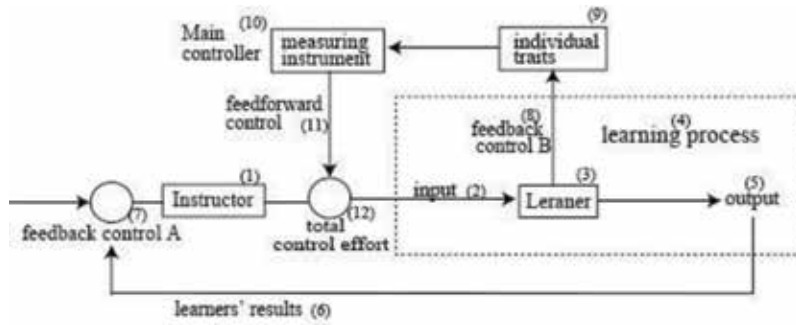 (10)
Main
controller
measuring
instrument
(9)
individual
traits
feedforward
control (11)
(8)
feedback
control B
(4)
learning process
(1)
Instructor
(7)
feedback control A
(12)
total
control effort
input (2)
(3)
Leraner
(5)
output
learners' results (6)